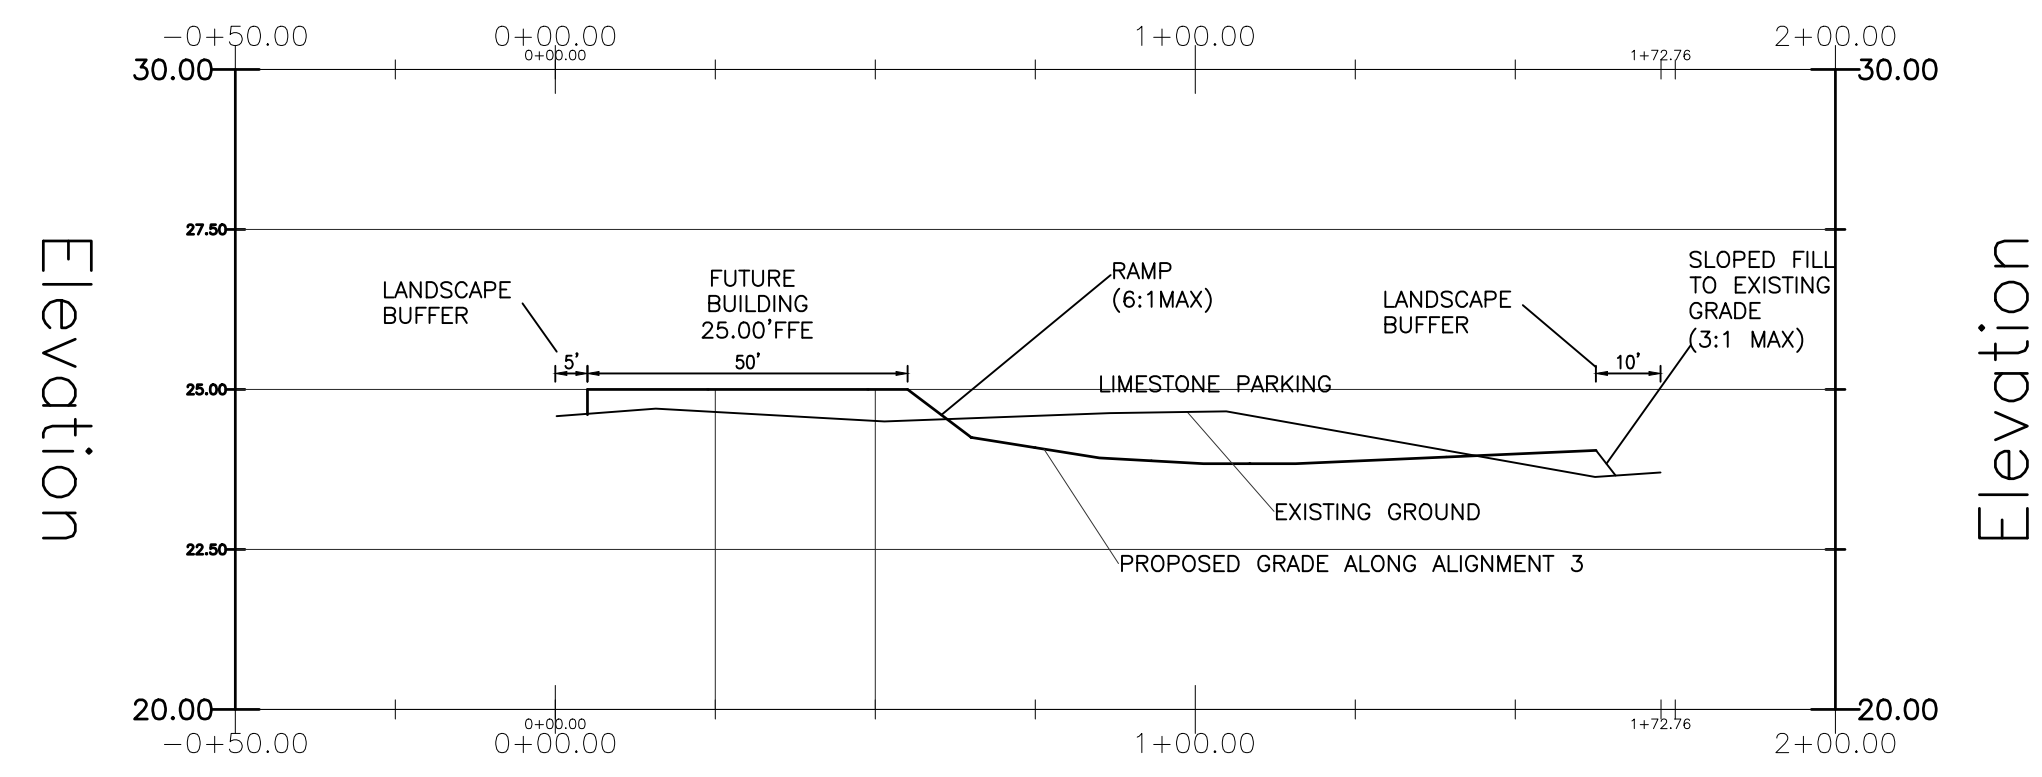 -0+50.00
0+00.00
1+00.00
2+00.00
0+00.00
1+72.76
30.00
30.00
27.50
25.00
22.50
20.00
20.00
Elevation
Elevation
LANDSCAPE
BUFFER
5'
FUTURE
BUILDING
25.00'FFE
50'
RAMP
(6:1MAX)
LIMESTONE PARKING
LANDSCAPE
BUFFER
10'
SLOPED FILL
TO EXISTING
GRADE
(3:1 MAX)
EXISTING GROUND
PROPOSED GRADE ALONG ALIGNMENT 3
0+00.00
1+72.76
-0+50.00
0+00.00
1+00.00
2+00.00